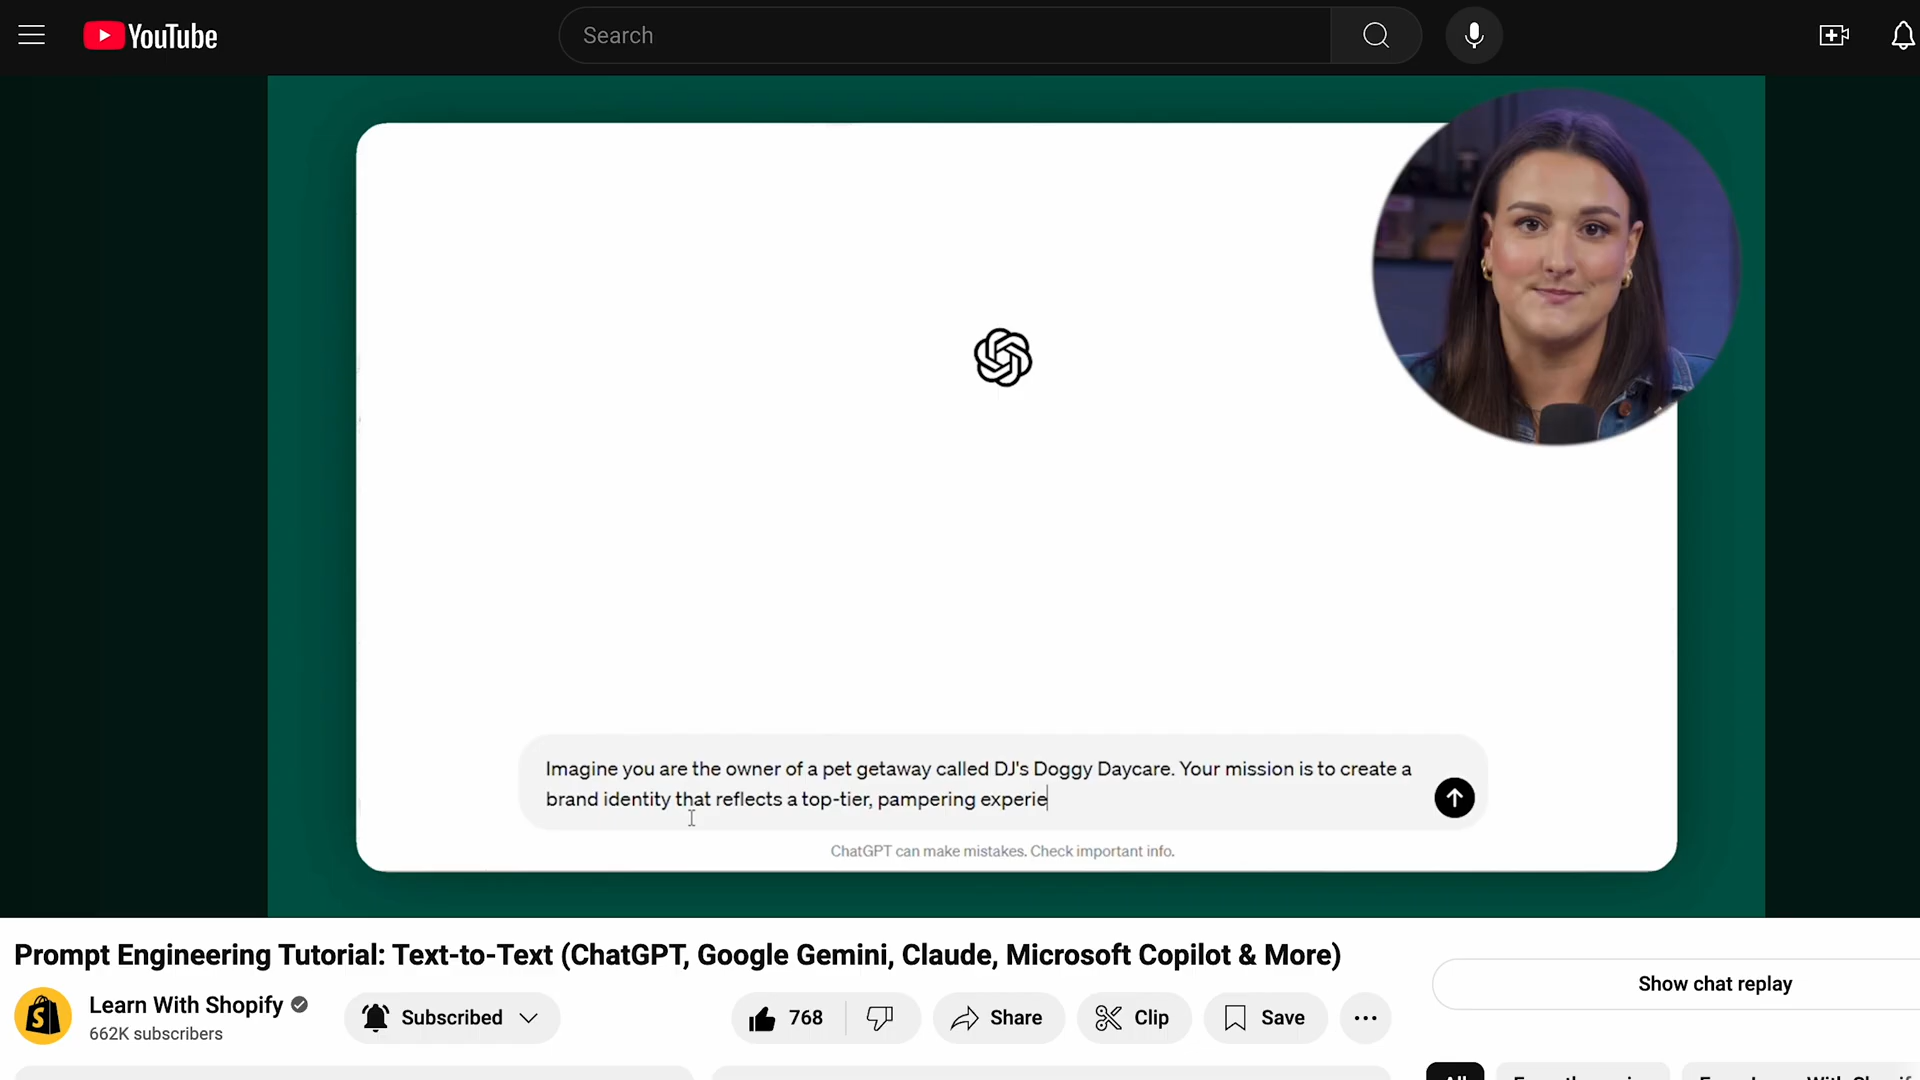 YouTube
Search
Imagine you are the owner of a pet getaway called DJ's Doggy Daycare. Your mission is to create a
brand identity that reflects a top-tier, pampering experie
ChatGPT can make mistakes. Check important info.
Prompt Engineering Tutorial: Text-to-Text (ChatGPT, Google Gemini, Claude, Microsoft Copilot & More)
Learn With Shopify
662K subscribers
Subscribed
768
Share
Clip
Save
Show chat replay